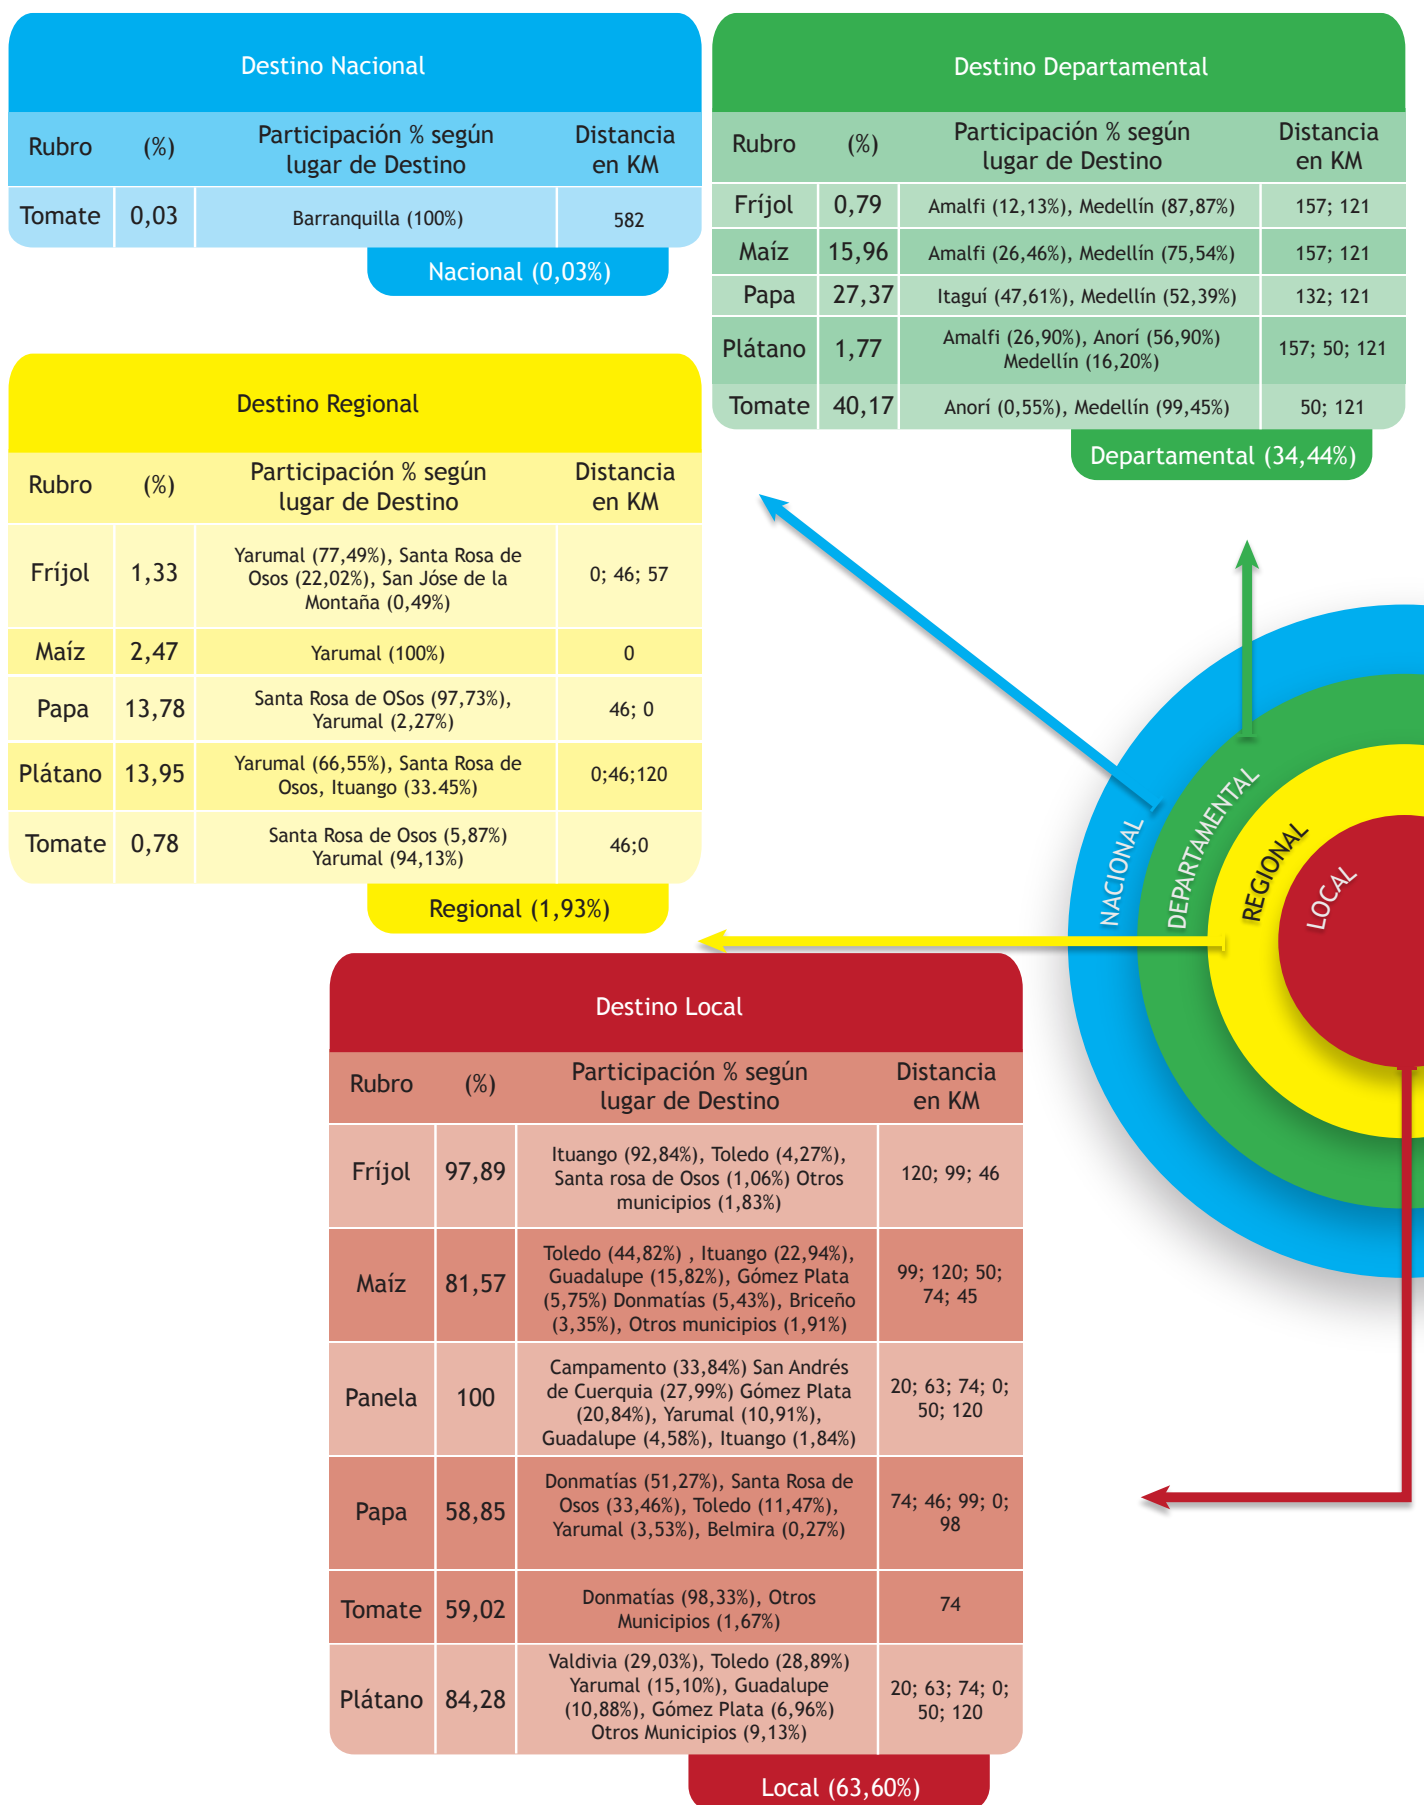 Destino Nacional
Rubro (%) Participación % según lugar de Destino Distancia en KM
Tomate 0,03 Barranquilla (100%) 582
Nacional (0,03%)
Destino Departamental
Rubro (%) Participación % según lugar de Destino Distancia en KM
Fríjol 0,79 Amalfi (12,13%), Medellín (87,87%) 157; 121
Maíz 15,96 Amalfi (26,46%), Medellín (75,54%) 157; 121
Papa 27,37 Itaguí (47,61%), Medellín (52,39%) 132; 121
Plátano 1,77 Amalfi (26,90%), Anorí (56,90%) Medellín (16,20%) 157; 50; 121
Tomate 40,17 Anorí (0,55%), Medellín (99,45%) 50; 121
Departamental (34,44%)
Destino Regional
Rubro (%) Participación % según lugar de Destino Distancia en KM
Fríjol 1,33 Yarumal (77,49%), Santa Rosa de Osos (22,02%), San Jóse de la Montaña (0,49%) 0; 46; 57
Maíz 2,47 Yarumal (100%) 0
Papa 13,78 Santa Rosa de OSos (97,73%), Yarumal (2,27%) 46; 0
Plátano 13,95 Yarumal (66,55%), Santa Rosa de Osos, Ituango (33.45%) 0;46;120
Tomate 0,78 Santa Rosa de Osos (5,87%) Yarumal (94,13%) 46;0
Regional (1,93%)
NACIONAL
DEPARTAMENTAL
REGIONAL
LOCAL
Destino Local
Rubro (%) Participación % según lugar de Destino Distancia en KM
Fríjol 97,89 Ituango (92,84%), Toledo (4,27%), Santa rosa de Osos (1,06%) Otros municipios (1,83%) 120; 99; 46
Maíz 81,57 Toledo (44,82%) , Ituango (22,94%), Guadalupe (15,82%), Gómez Plata (5,75%) Donmatías (5,43%), Briceño (3,35%), Otros municipios (1,91%) 99; 120; 50; 74; 45
Panela 100 Campamento (33,84%) San Andrés de Cuerquia (27,99%) Gómez Plata (20,84%), Yarumal (10,91%), Guadalupe (4,58%), Ituango (1,84%) 20; 63; 74; 0; 50; 120
Papa 58,85 Donmatías (51,27%), Santa Rosa de Osos (33,46%), Toledo (11,47%), Yarumal (3,53%), Belmira (0,27%) 74; 46; 99; 0; 98
Tomate 59,02 Donmatías (98,33%), Otros Municipios (1,67%) 74
Plátano 84,28 Valdivia (29,03%), Toledo (28,89%) Yarumal (15,10%), Guadalupe (10,88%), Gómez Plata (6,96%) Otros Municipios (9,13%) 20; 63; 74; 0; 50; 120
Local (63,60%)